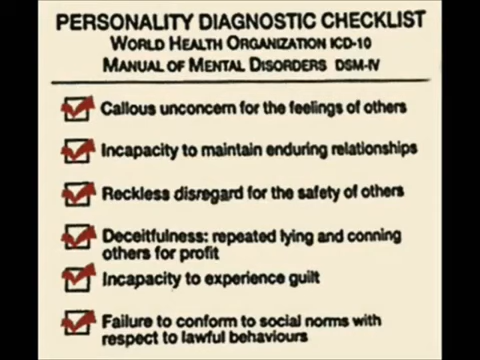 PERSONALITY DIAGNOSTIC CHECKLIST
WORLD HEALTH ORGANIZATION ICD-10
MANUAL OF MENTAL DISORDERS DSM-IV
Callous unconcern for the feelings of others
Incapacity to maintain enduring relationships
Reckless disregard for the safety of others
Deceitfulness: repeated lying and conning
others for profit
Incapacity to experience guilt
Failure to conform to social norms with
respect to lawful behaviours